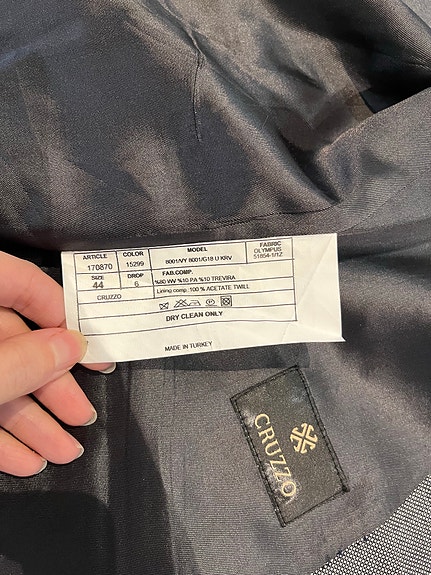 ARTICLE COLOR MODEL FABRIC
170870 15299 8001/VY 8001/G18 U KRV OLYMPUS
51854-1/1Z
SIZE DROP FAB.COMP.
44 6 %80 WV %10 PA %10 TREVIRA
CRUZZO Lining comp: 100 % ACETATE TWILL
DRY CLEAN ONLY
MADE IN TURKEY
CRUZZO